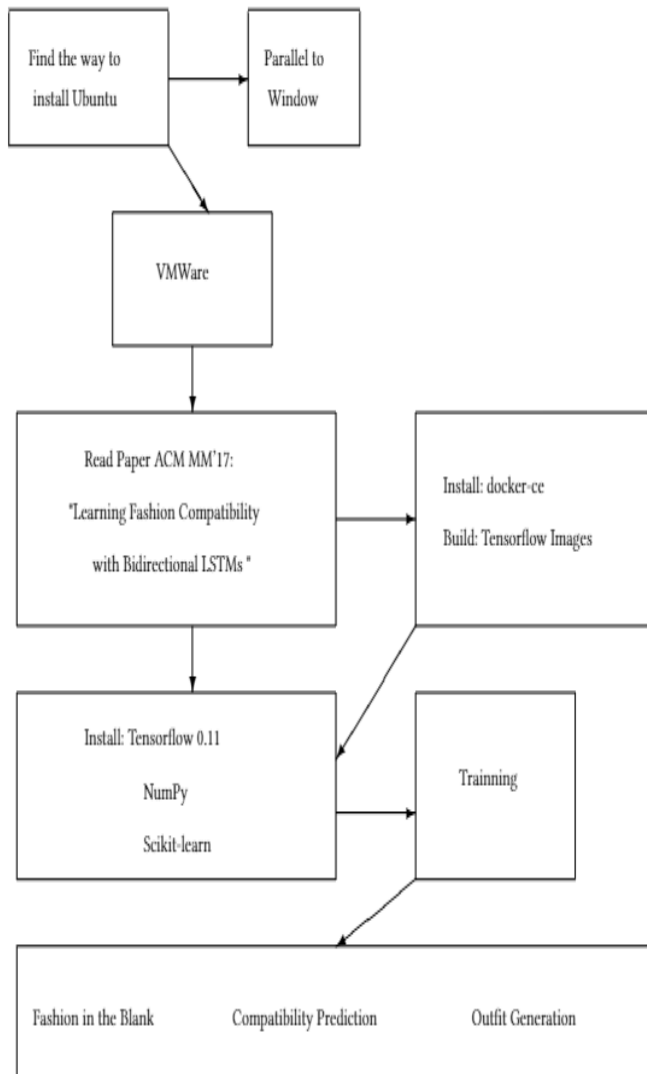 Find the way to
install Ubuntu
Parallel to
Window
VMWare
Read Paper ACM MM'17:
"Learning Fashion Compatibility
with Bidirectional LSTMs "
Install: docker-ce
Build: Tensorflow Images
Install: Tensorflow 0.11
NumPy
Scikit-learn
Trainning
Fashion in the Blank
Compatibility Prediction
Outfit Generation